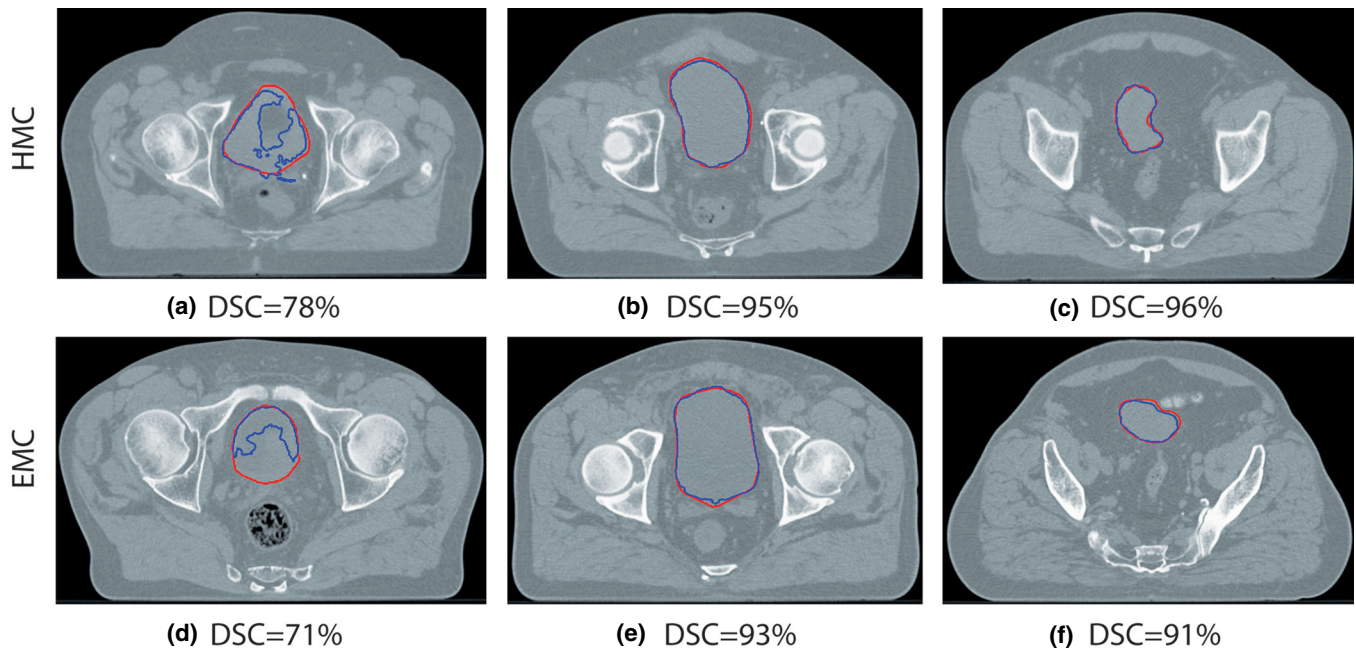 HMC
(a) DSC=78%
(b) DSC=95%
(c) DSC=96%
EMC
(d) DSC=71%
(e) DSC=93%
(f) DSC=91%